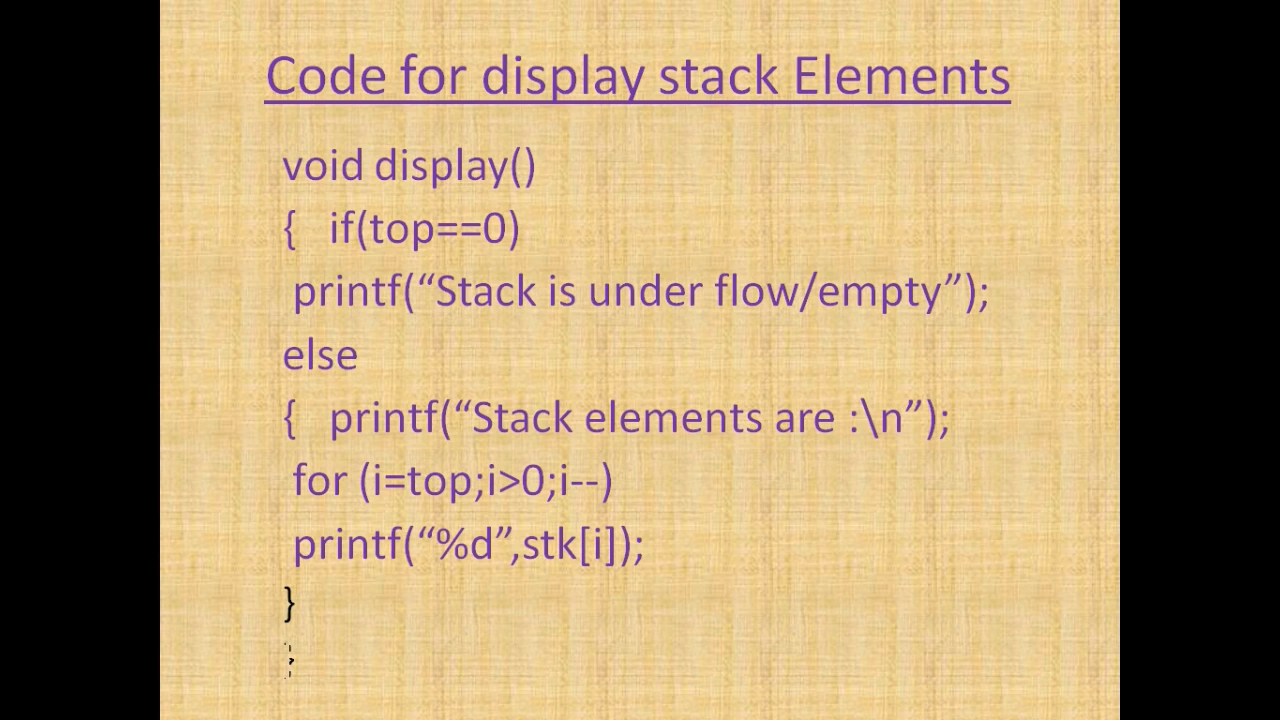 Code for display stack Elements
void display()
{ if(top==0)
printf(“Stack is under flow/empty”);
else
{ printf(“Stack elements are :\n”);
for (i=top;i>0;i--)
printf(“%d”,stk[i]);
}